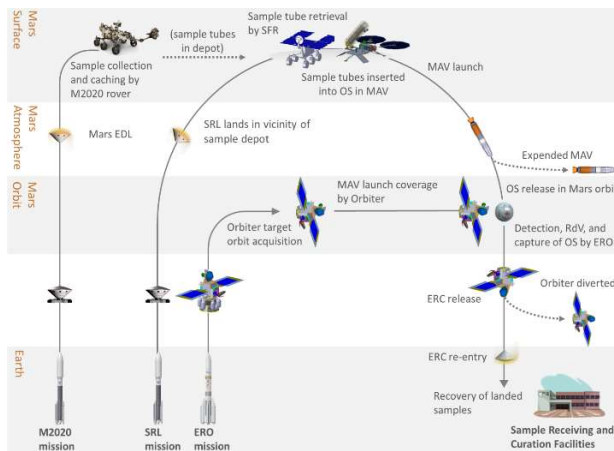 Mars
Surface
Sample collection
and caching by
M2020 rover
(sample tubes
in depot)
Sample tube retrieval
by SFR
Sample tubes inserted
into OS in MAV
MAV launch
Mars
Atmosphere
Mars EDL
SRL lands in vicinity of
sample depot
Expended MAV
OS release in Mars orbit
Mars
Orbit
Orbiter target
orbit acquisition
MAV launch coverage
by Orbiter
Detection, RdV, and
capture of OS by ERO
ERC release
Orbiter diverted
Earth
ERC re-entry
Recovery of landed
samples
M2020
mission
SRL
mission
ERO
mission
Sample Receiving and
Curation Facilities